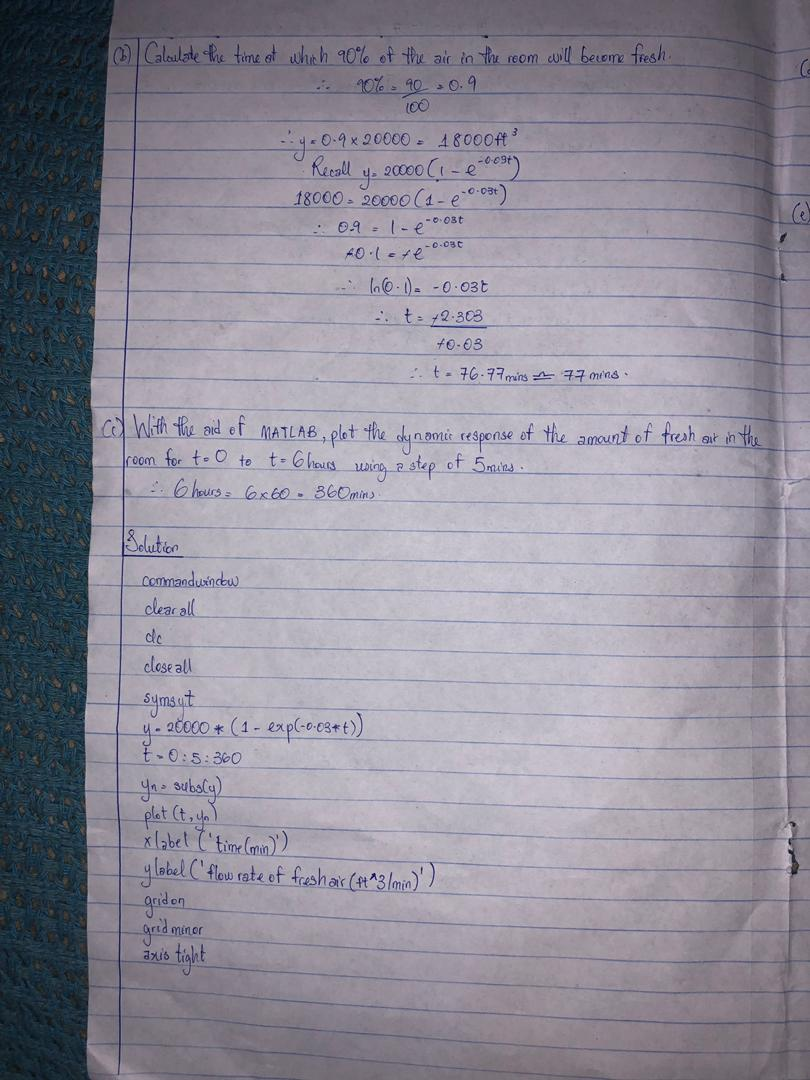 (b) Calculate the time at which 90% of the air in the room will become fresh.
∴ 90% = 90/100 = 0.9
∴ y = 0.9 × 20000 = 18000ft³
Recall y = 20000(1 - e^-0.03t)
18000 = 20000(1 - e^-0.03t)
∴ 0.9 = 1 - e^-0.03t
+0.1 = +e^-0.03t
∴ ln(0.1) = -0.03t
∴ t = +2.303
+0.03
∴ t = 76.77mins ≃ 77 mins.
(c) With the aid of MATLAB, plot the dynamic response of the amount of fresh air in the
room for t=0 to t=6hours using a step of 5mins.
∴ 6hours = 6×60 = 360mins.
Solution
commandwindow
clear all
clc
close all
syms y t
y = 20000 * (1 - exp(-0.03*t))
t = 0:5:360
yn = subs(y)
plot (t, yn)
xlabel ('time(min)')
ylabel ('flow rate of fresh air (ft^3/min)')
grid on
grid minor
axis tight
(e)